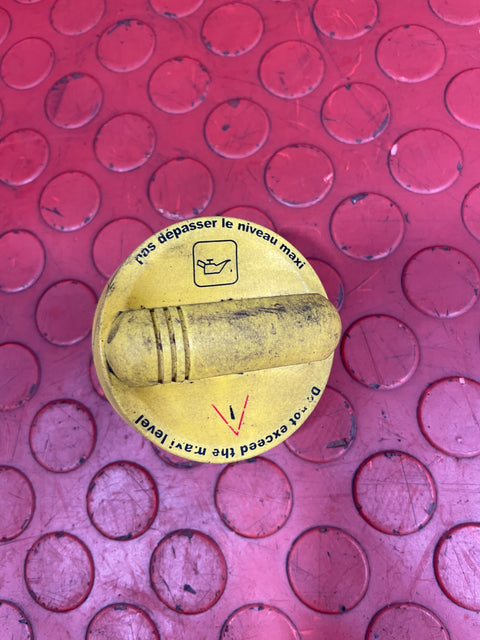 pas dépasser le niveau maxi
Do not exceed the maxi level